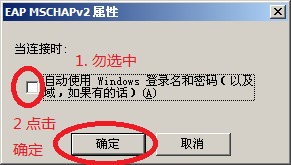 EAP MSCHAPv2 属性
当连接时:
1. 勿选中
自动使用 Windows 登录名和密码(以及
域,如果有的话)(A)
2 点击
确定
确定
取消